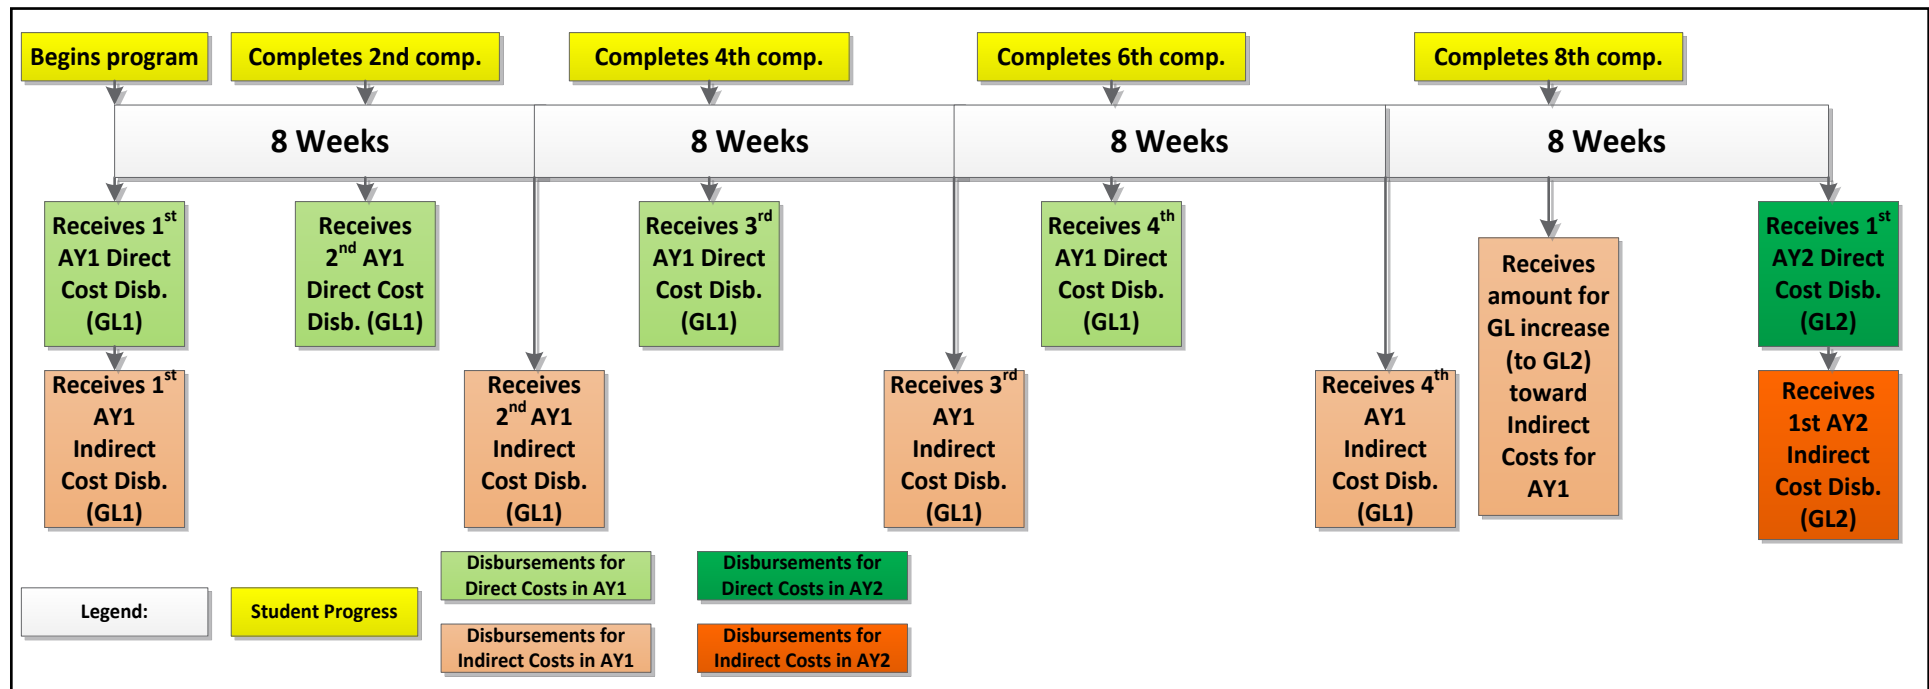 Begins program
Completes 2nd comp.
Completes 4th comp.
Completes 6th comp.
Completes 8th comp.
8 Weeks
8 Weeks
8 Weeks
8 Weeks
Receives 1st
AY1 Direct
Cost Disb.
(GL1)
Receives
2nd AY1
Direct Cost
Disb. (GL1)
Receives 3rd
AY1 Direct
Cost Disb.
(GL1)
Receives 4th
AY1 Direct
Cost Disb.
(GL1)
Receives
amount for
GL increase
(to GL2)
toward
Indirect
Costs for
AY1
Receives 1st
AY2 Direct
Cost Disb.
(GL2)
Receives 1st
AY1
Indirect
Cost Disb.
(GL1)
Receives
2nd AY1
Indirect
Cost Disb.
(GL1)
Receives 3rd
AY1
Indirect
Cost Disb.
(GL1)
Receives 4th
AY1
Indirect
Cost Disb.
(GL1)
Receives
1st AY2
Indirect
Cost Disb.
(GL2)
Legend:
Student Progress
Disbursements for
Direct Costs in AY1
Disbursements for
Direct Costs in AY2
Disbursements for
Indirect Costs in AY1
Disbursements for
Indirect Costs in AY2